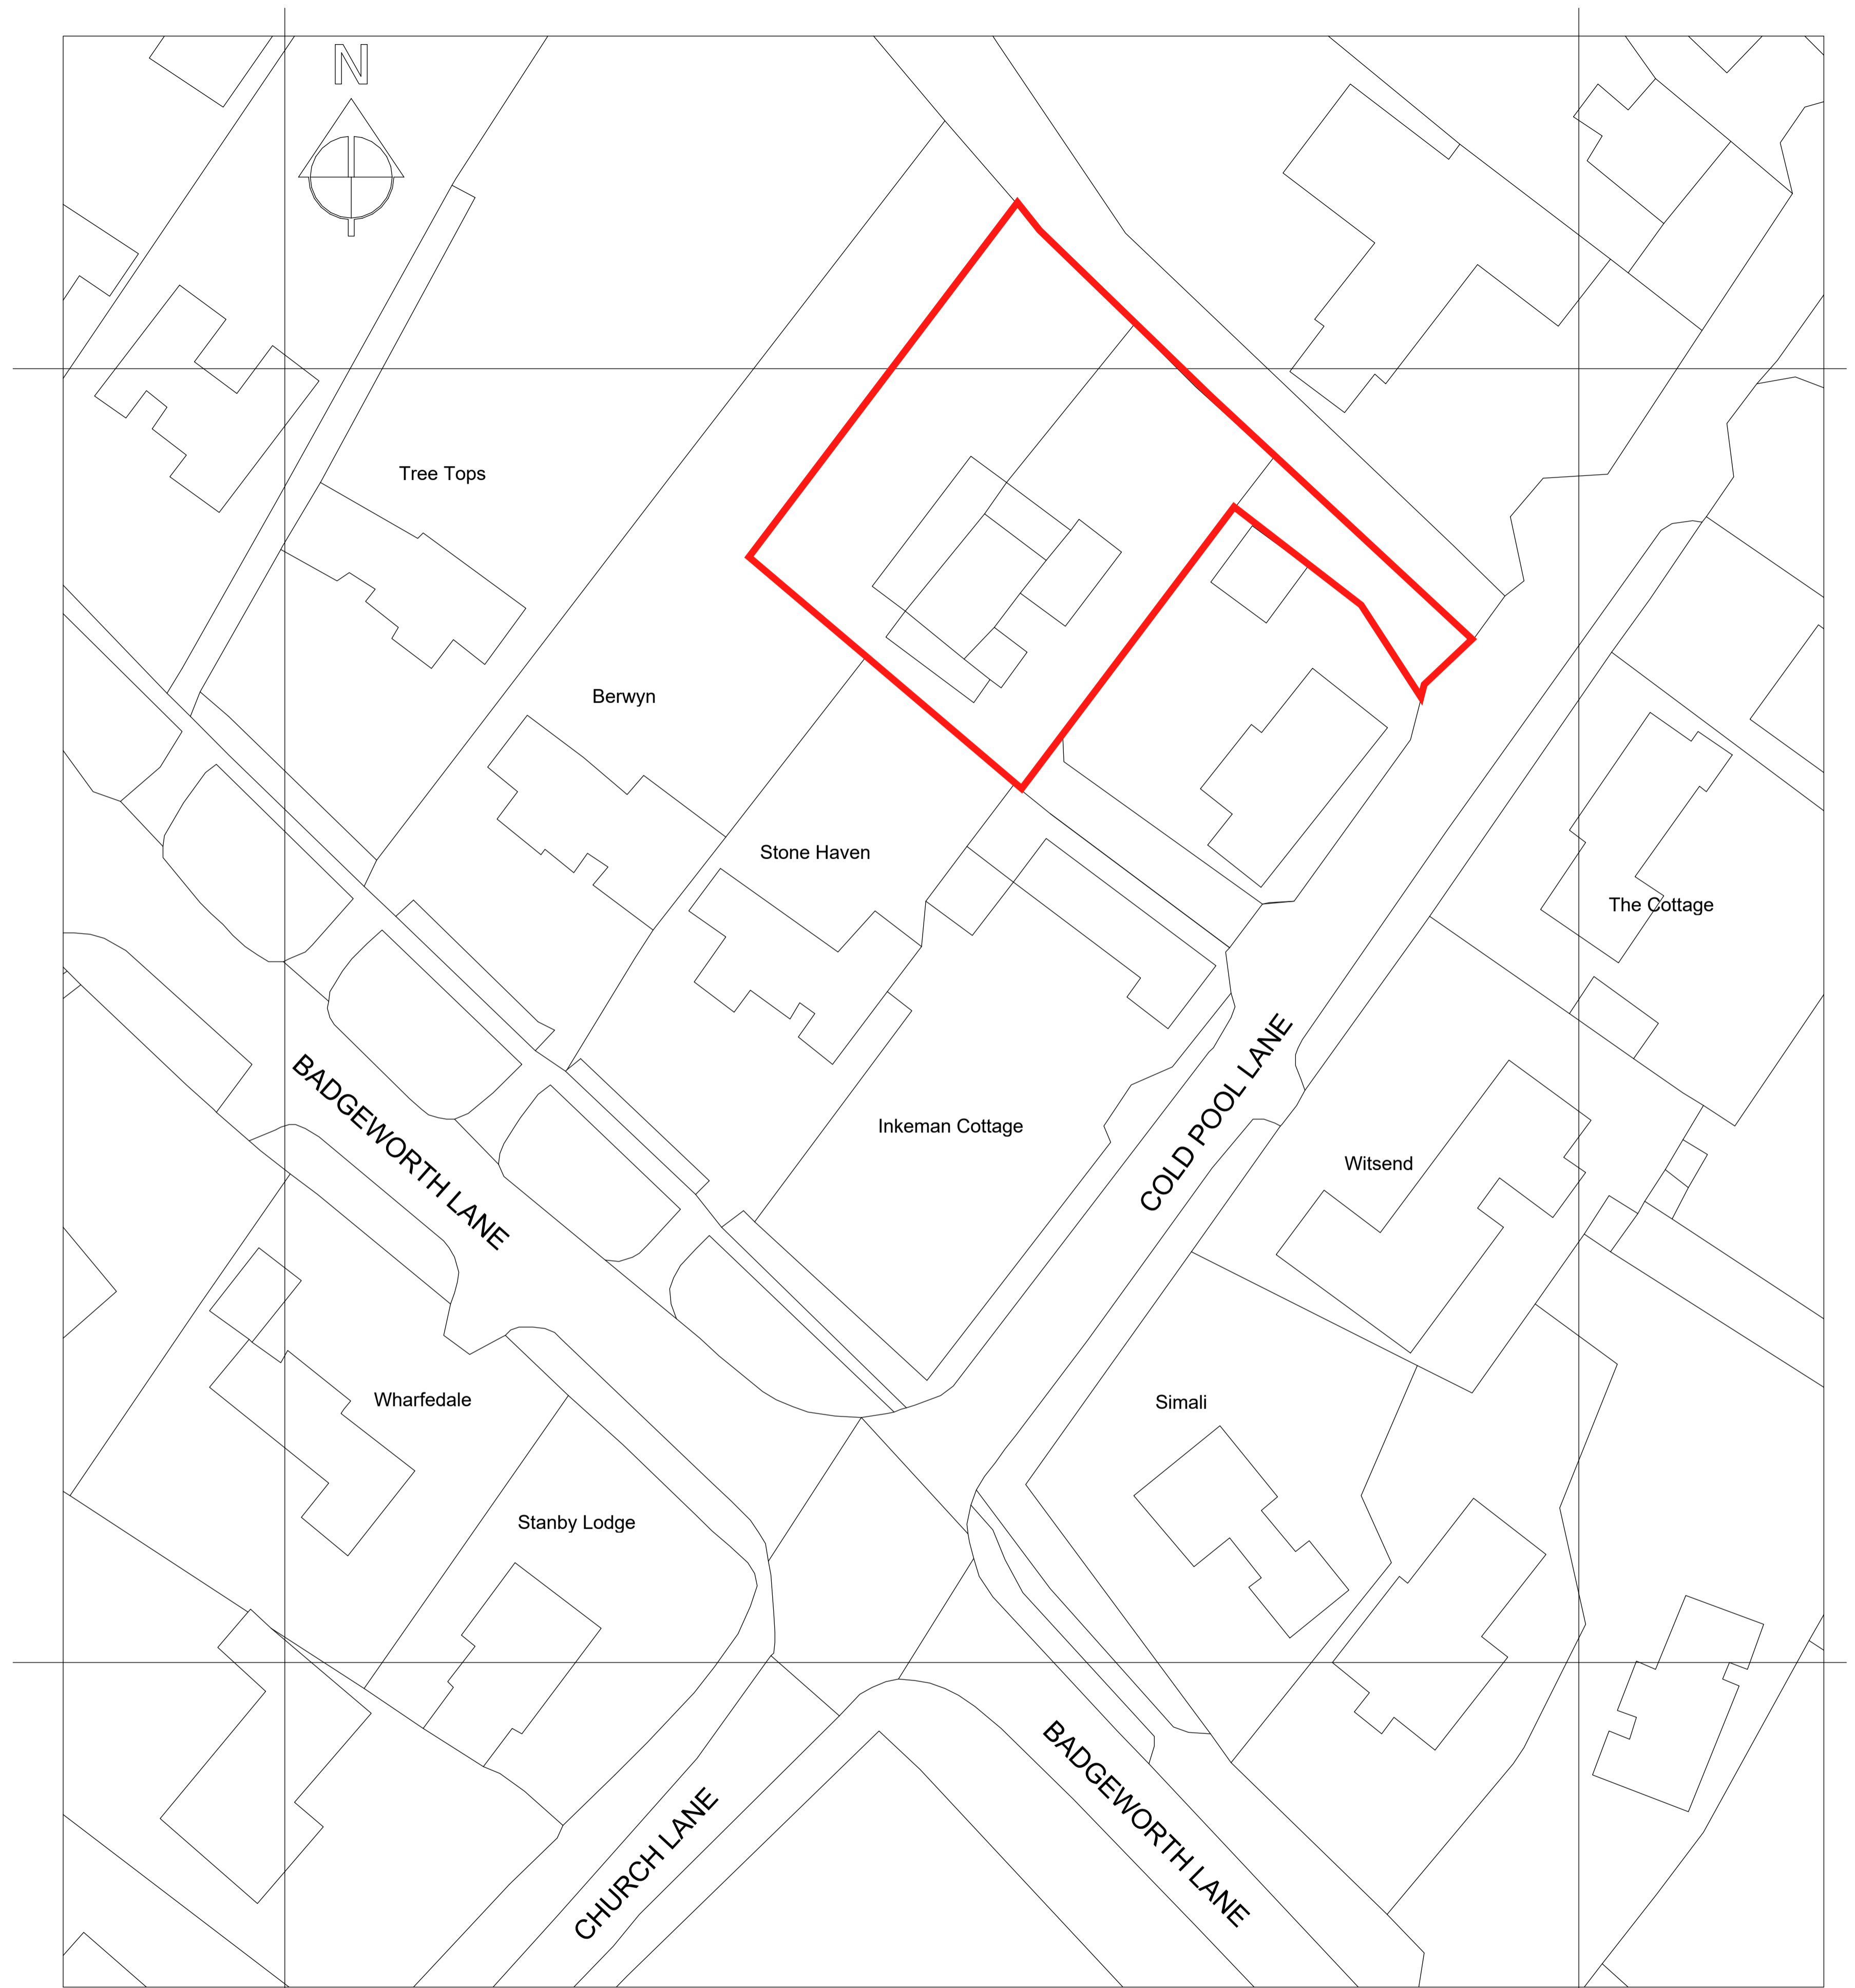 N
Tree Tops
Berwyn
Stone Haven
The Cottage
BADGEWORTH LANE
COLD POOL LANE
Inkeman Cottage
Witsend
Wharfedale
Simali
Stanby Lodge
CHURCH LANE
BADGEWORTH LANE